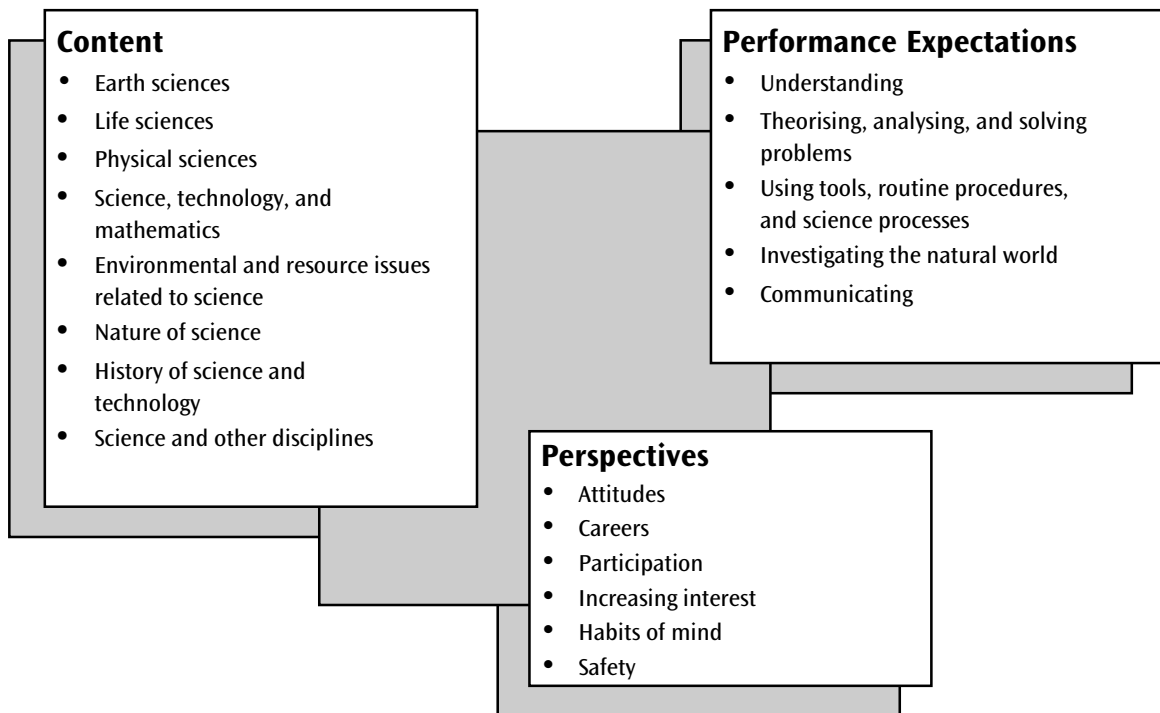 Content
• Earth sciences
• Life sciences
• Physical sciences
• Science, technology, and
mathematics
• Environmental and resource issues
related to science
• Nature of science
• History of science and
technology
• Science and other disciplines
Performance Expectations
• Understanding
• Theorising, analysing, and solving
problems
• Using tools, routine procedures,
and science processes
• Investigating the natural world
• Communicating
Perspectives
• Attitudes
• Careers
• Participation
• Increasing interest
• Habits of mind
• Safety